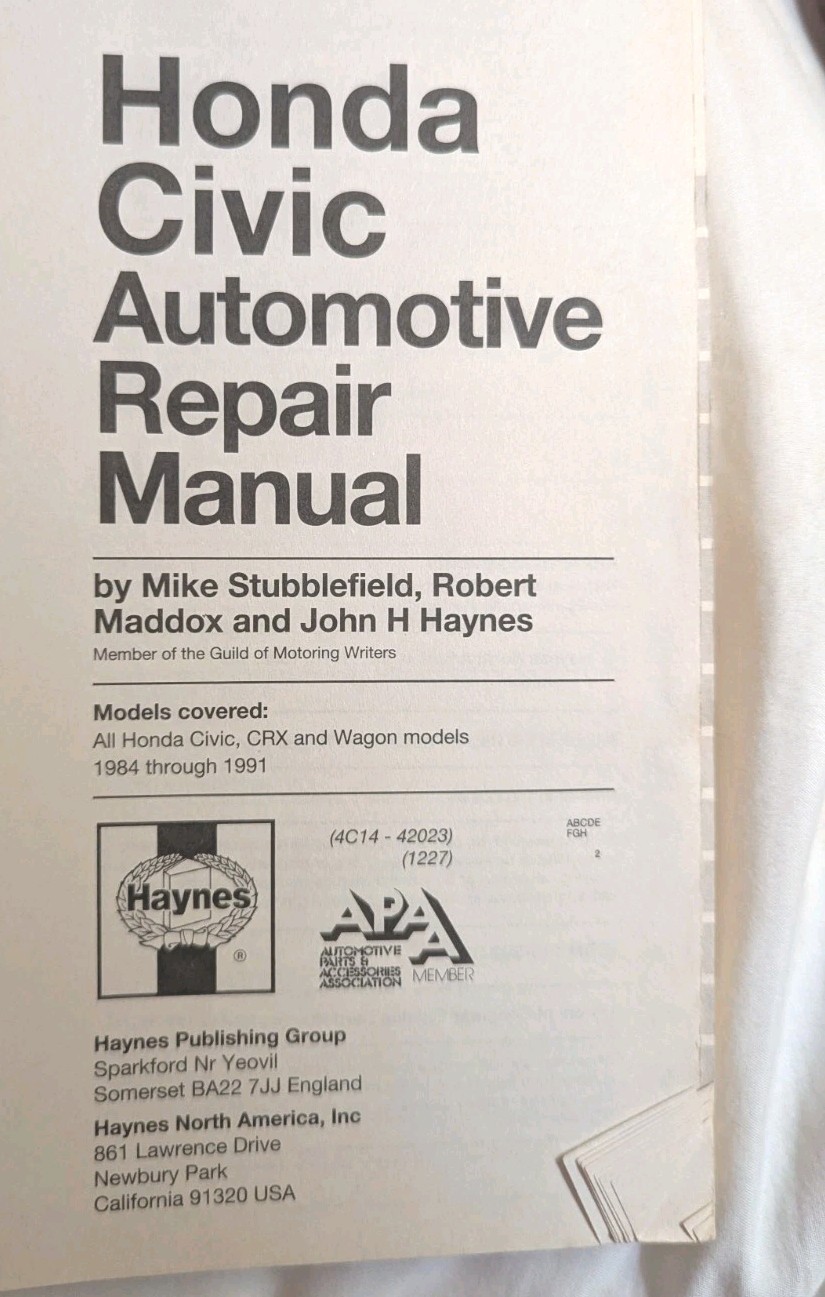 Honda
Civic
Automotive
Repair
Manual
by Mike Stubblefield, Robert
Maddox and John H Haynes
Member of the Guild of Motoring Writers
Models covered:
All Honda Civic, CRX and Wagon models
1984 through 1991
(4C14 - 42023)
(1227)
ABCDE
FGH
2
Haynes
®
APAA
AUTOMOTIVE
PARTS &
ACCESSORIES
ASSOCIATION
MEMBER
Haynes Publishing Group
Sparkford Nr Yeovil
Somerset BA22 7JJ England
Haynes North America, Inc
861 Lawrence Drive
Newbury Park
California 91320 USA